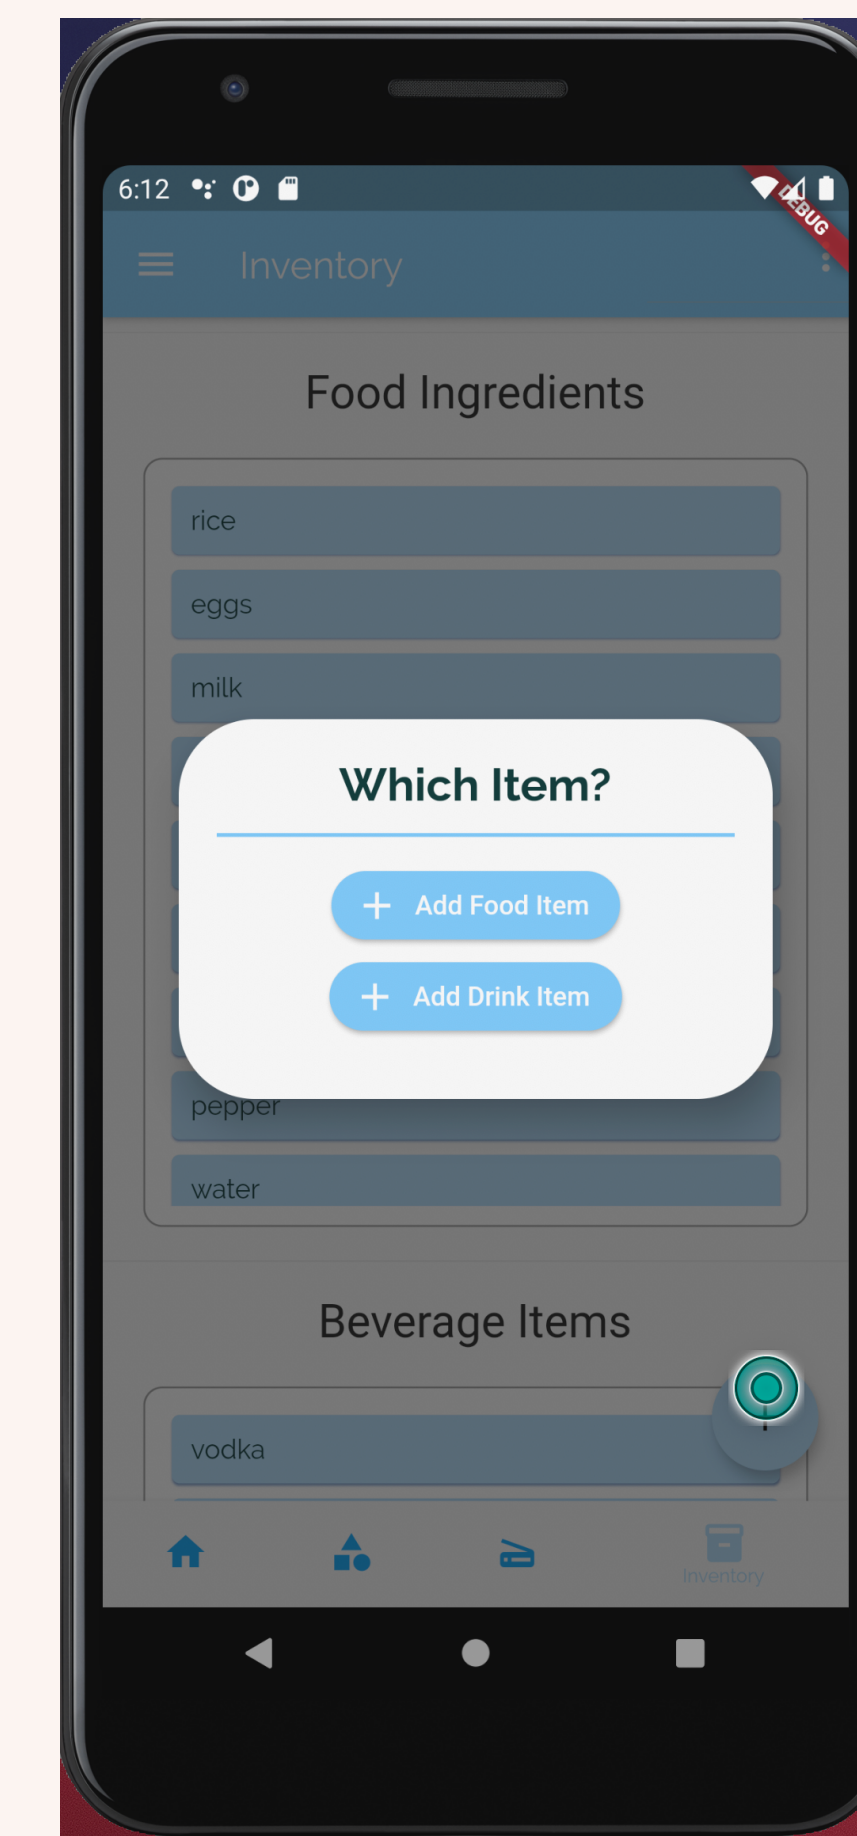 6:12
DEBUG
Inventory
Food Ingredients
rice
eggs
milk
Which Item?
Add Food Item
Add Drink Item
pepper
water
Beverage Items
vodka
Inventory